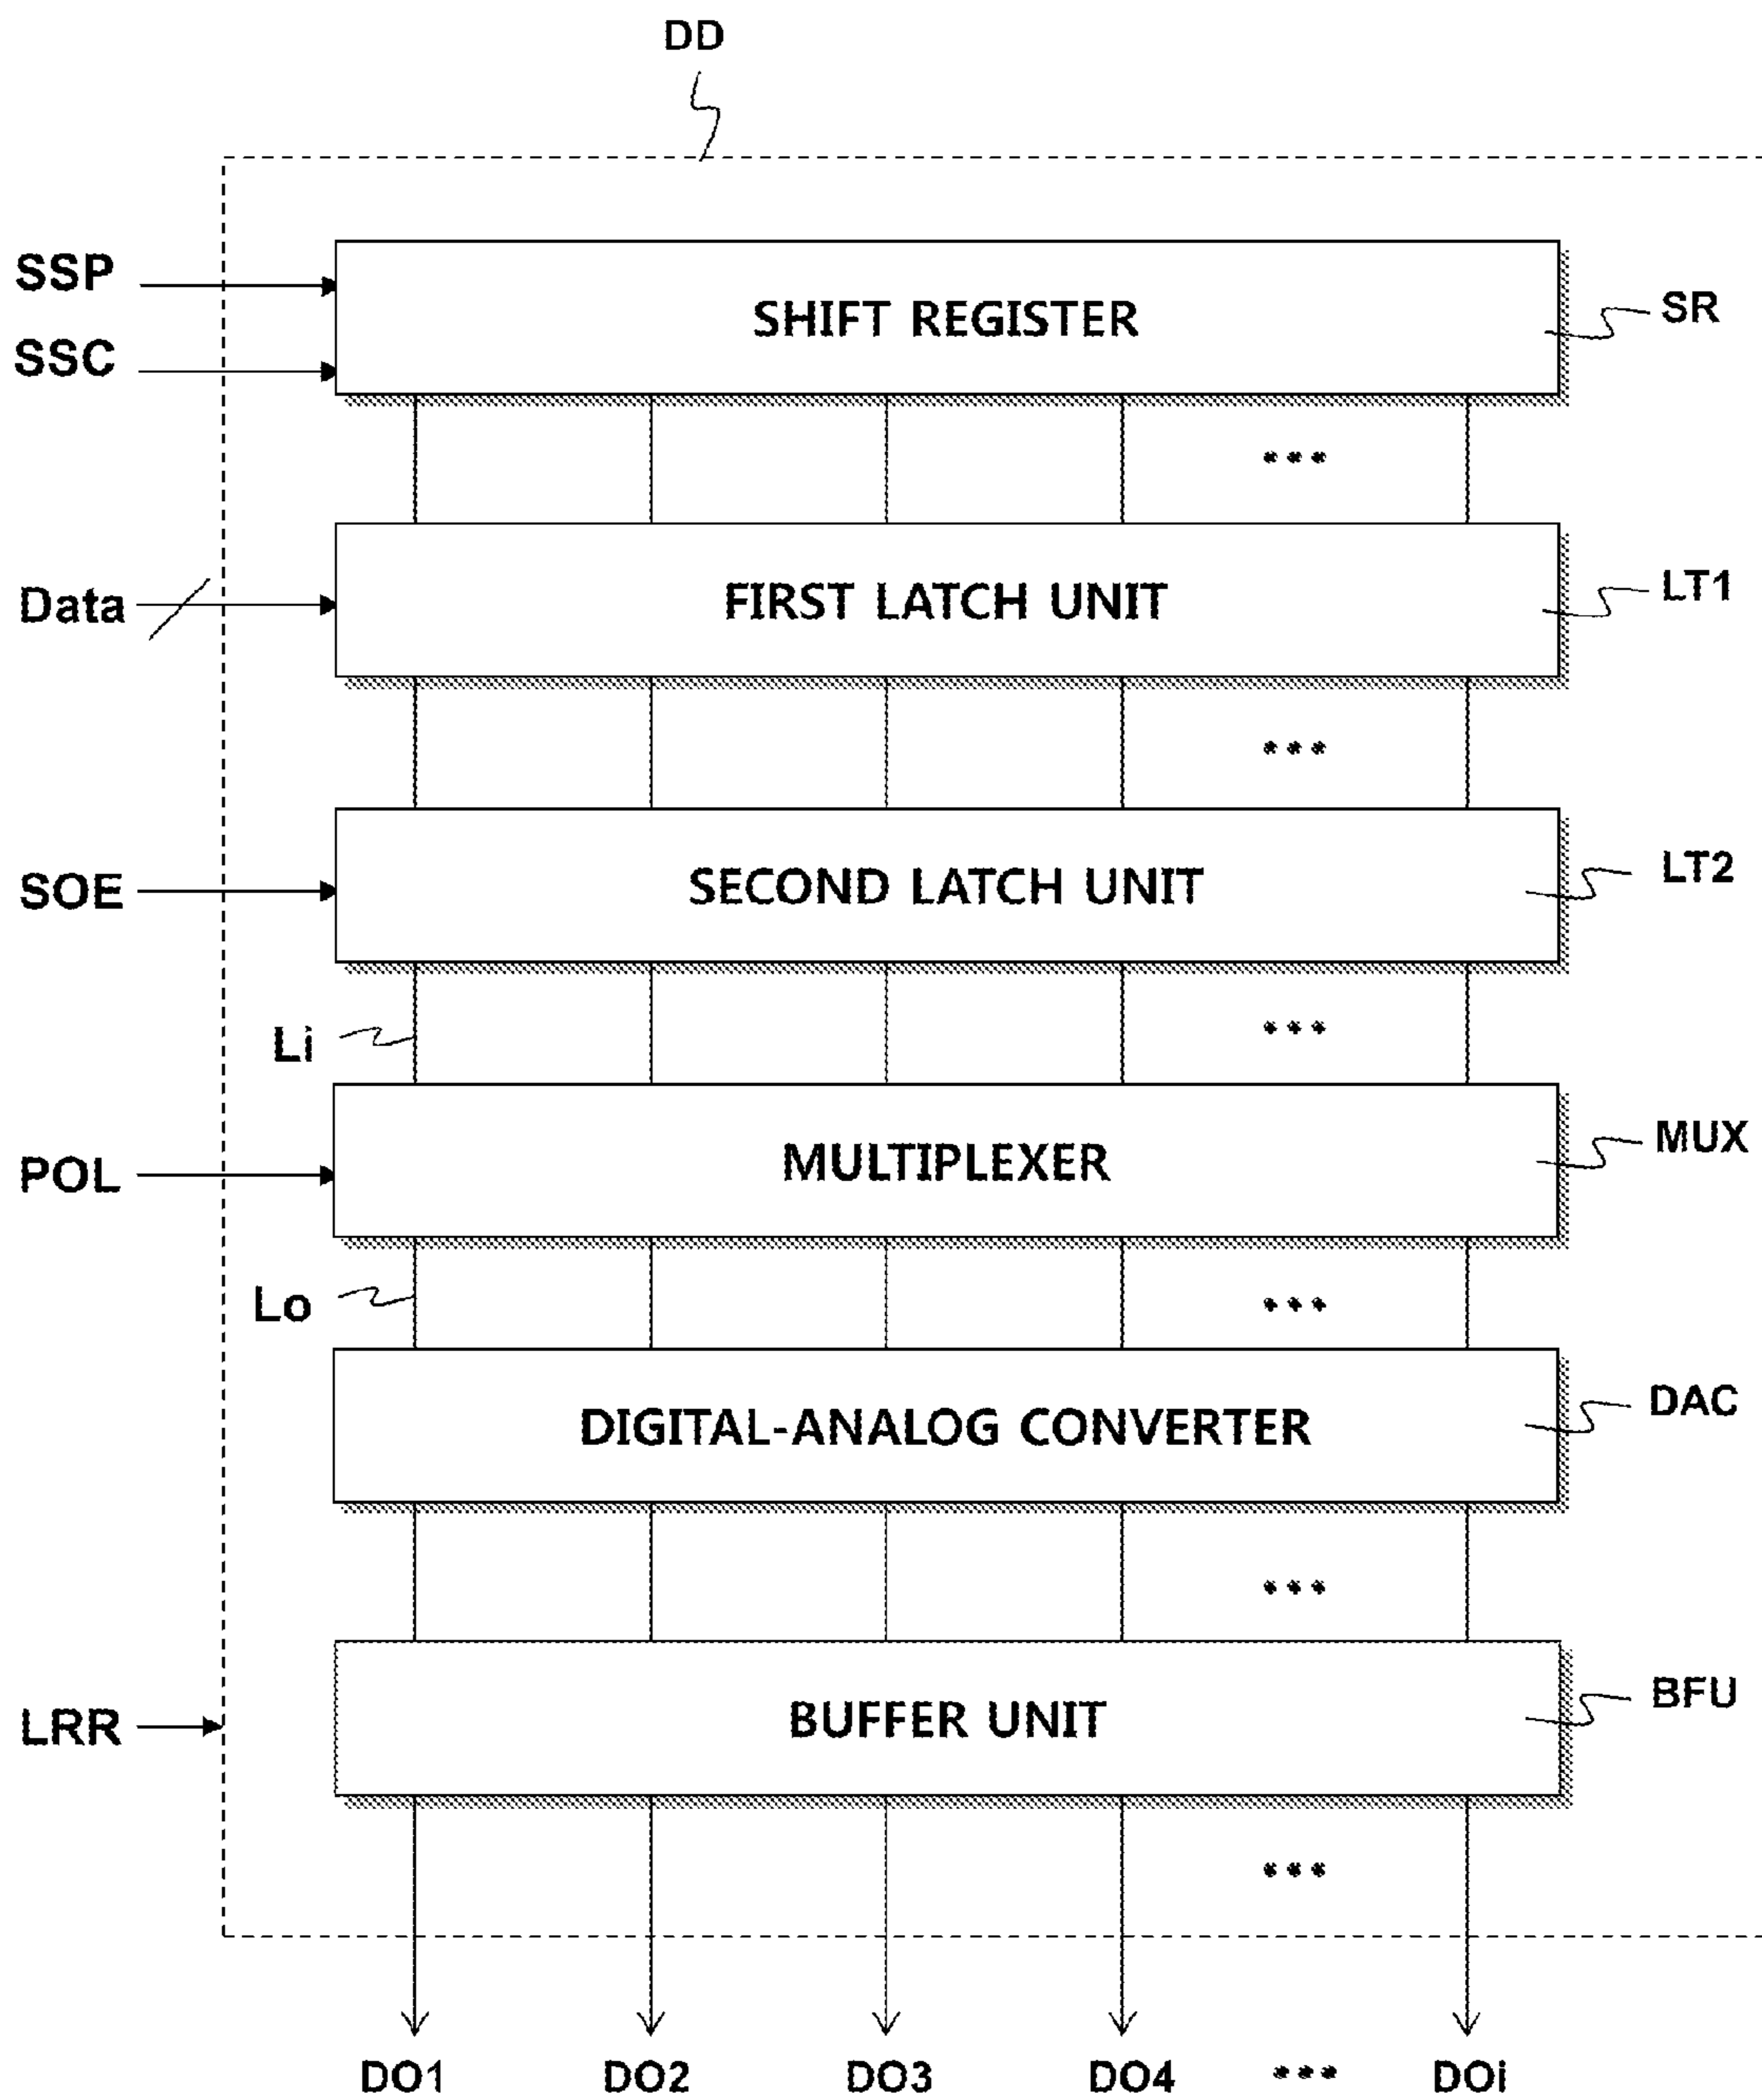 DD
SSP
SHIFT REGISTER
SR
SSC
•••
Data
FIRST LATCH UNIT
LT1
•••
SOE
SECOND LATCH UNIT
LT2
Li
•••
POL
MULTIPLEXER
MUX
Lo
•••
DIGITAL-ANALOG CONVERTER
DAC
•••
LRR
BUFFER UNIT
BFU
•••
DO1 DO2 DO3 DO4 ••• DOi